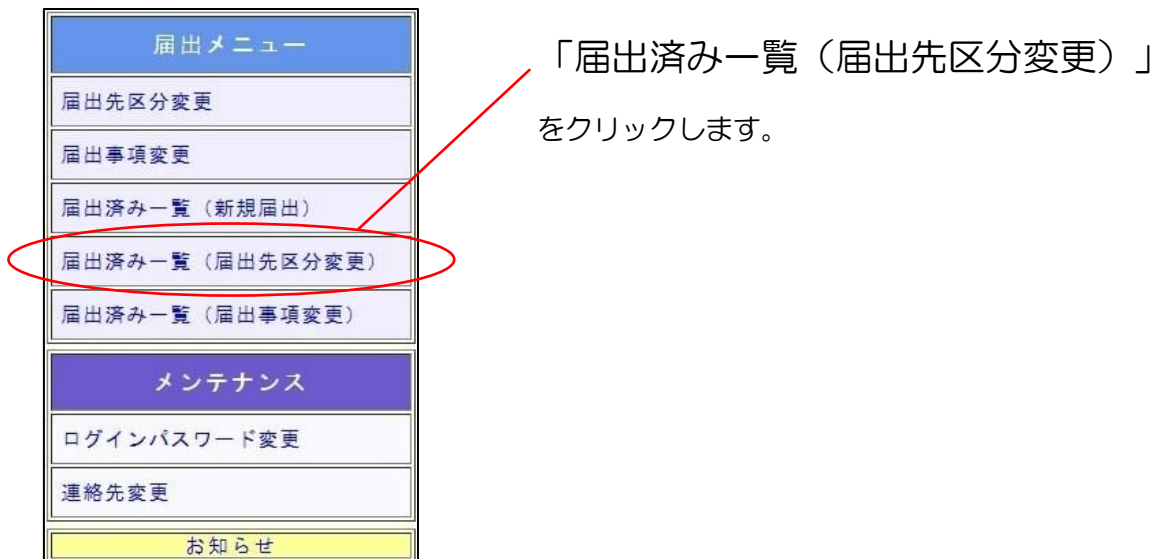 届出メニュー
届出先区分変更
届出事項変更
届出済み一覧（新規届出）
届出済み一覧（届出先区分変更）
届出済み一覧（届出事項変更）
メンテナンス
ログインパスワード変更
連絡先変更
お知らせ
「届出済み一覧（届出先区分変更）」
をクリックします。